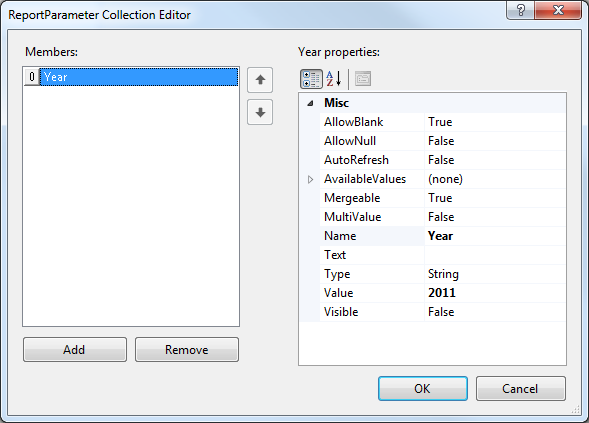 ReportParameter Collection Editor
?
Members:
0 Year
Add
Remove
Year properties:
A
Z
Misc
AllowBlank True
AllowNull False
AutoRefresh False
AvailableValues (none)
Mergeable True
MultiValue False
Name Year
Text
Type String
Value 2011
Visible False
OK
Cancel